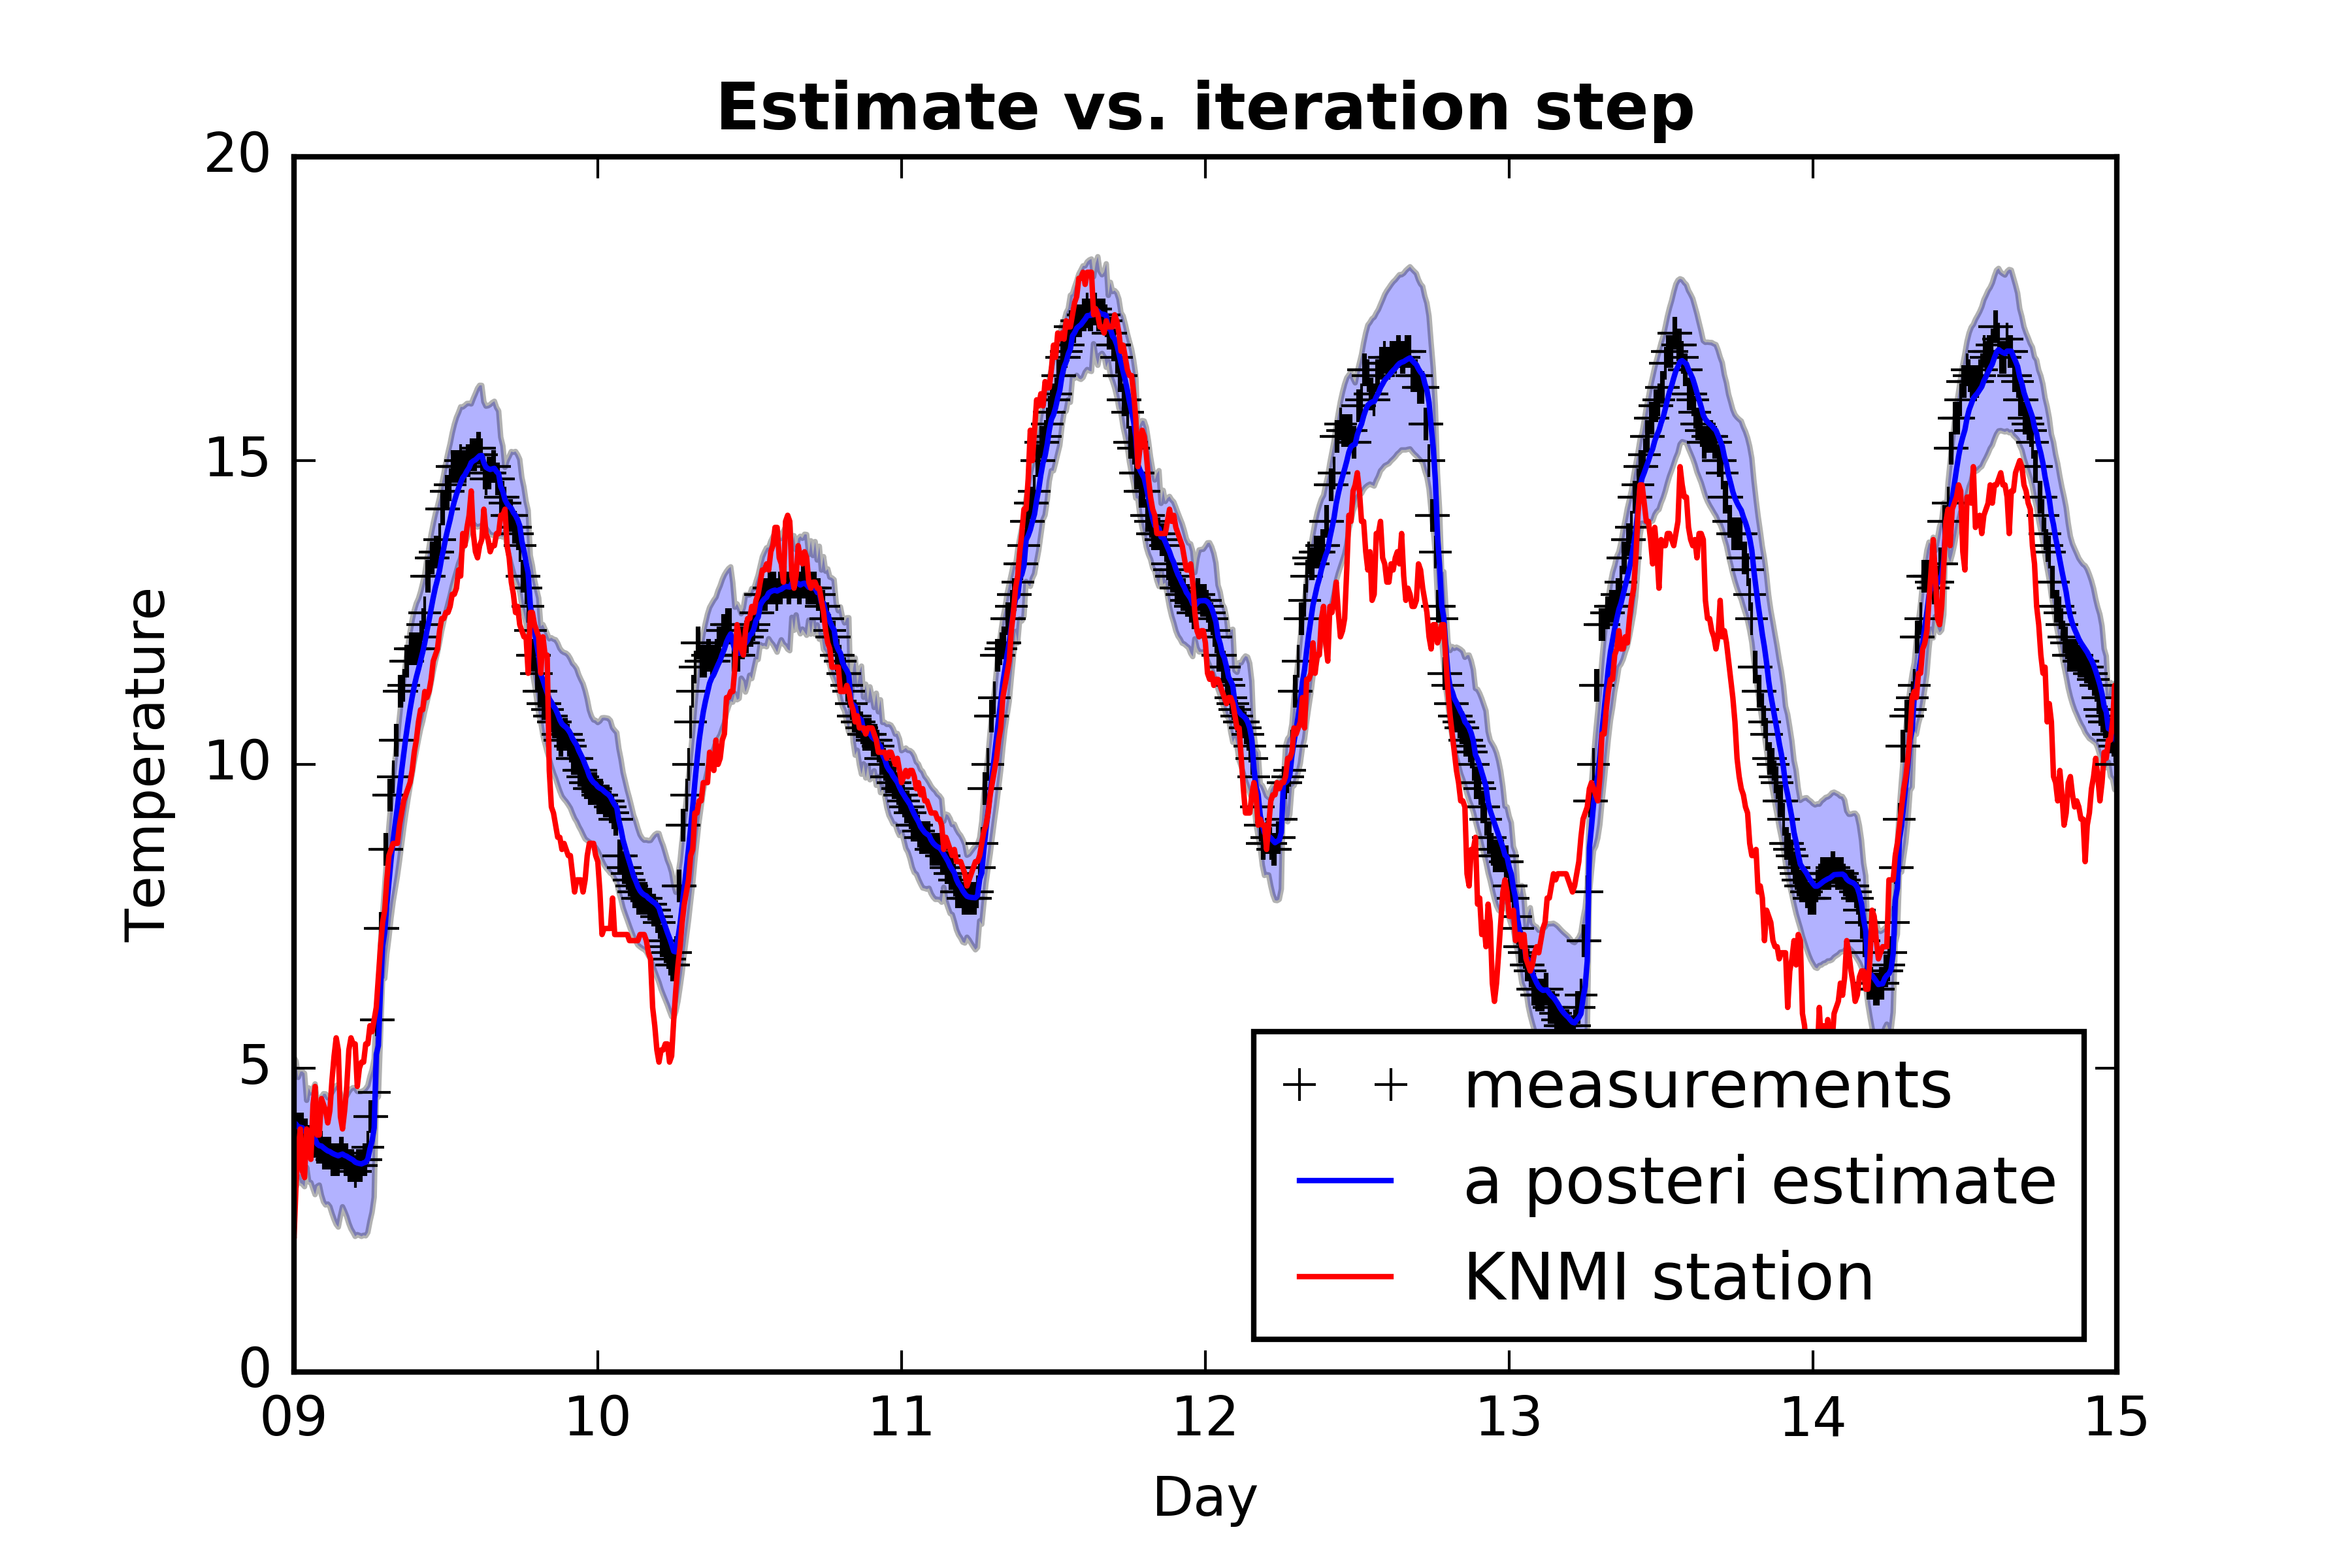 Estimate vs. iteration step
20
15
10
5
0
Temperature
09 10 11 12 13 14 15
Day
measurements
a posteri estimate
KNMI station